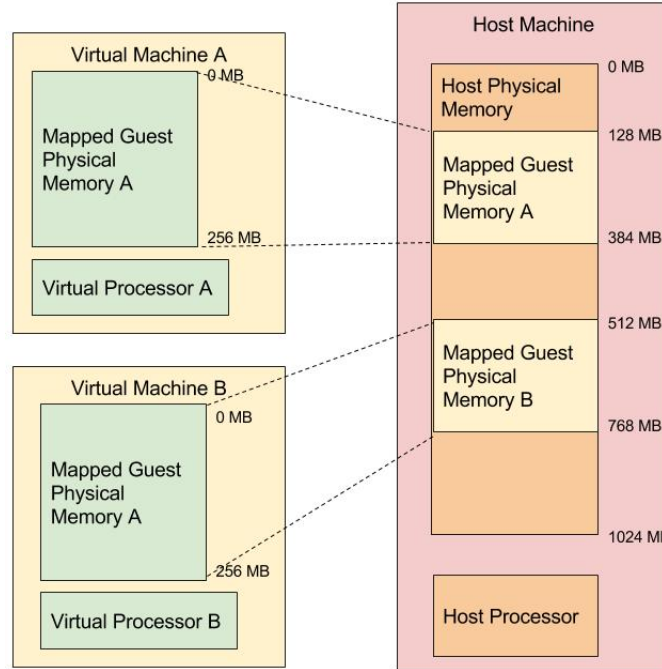 Virtual Machine A
0 MB
Mapped Guest
Physical
Memory A
256 MB
Virtual Processor A
Virtual Machine B
0 MB
Mapped Guest
Physical
Memory A
256 MB
Virtual Processor B
Host Machine
0 MB
Host Physical
Memory
128 MB
Mapped Guest
Physical
Memory A
384 MB
512 MB
Mapped Guest
Physical
Memory B
768 MB
1024 M
Host Processor